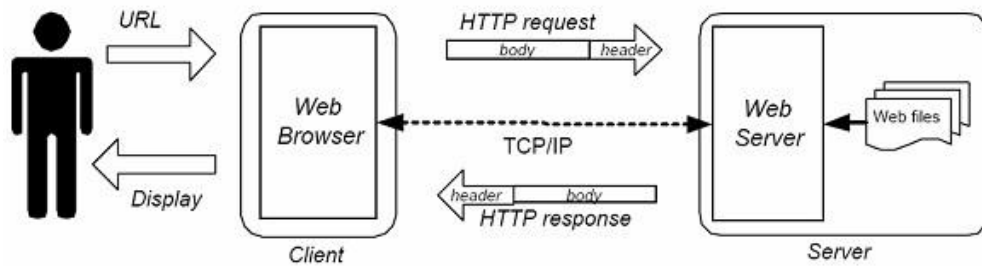 URL
Display
Web
Browser
Client
HTTP request
body header
TCP/IP
header body
HTTP response
Web
Server
Web files
Server